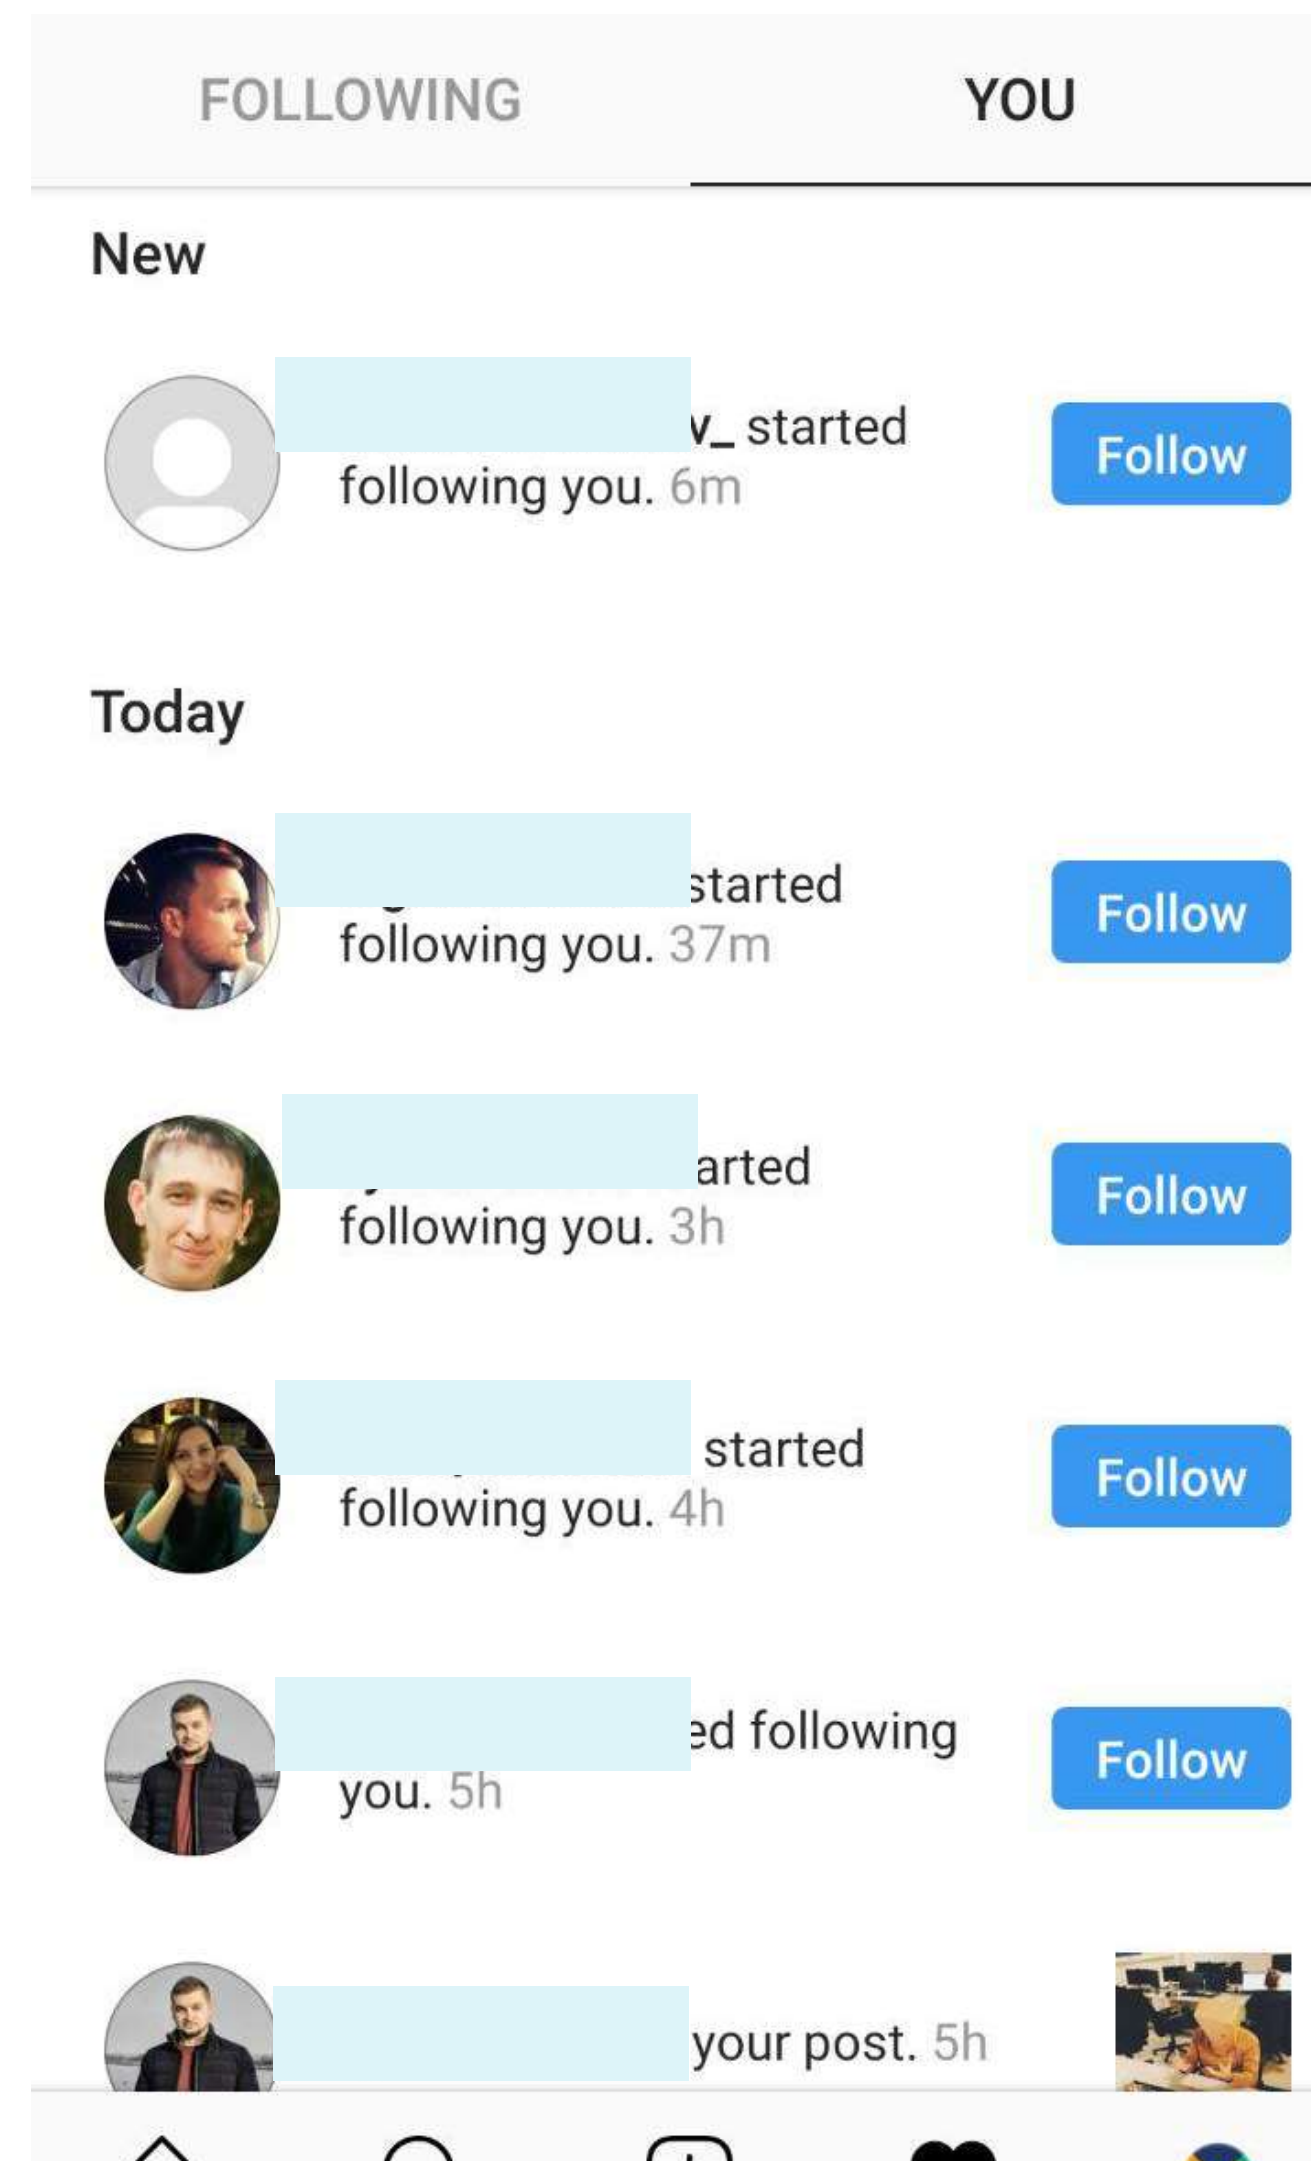 FOLLOWING
YOU
New
v_ started
following you. 6m
Follow
Today
started
following you. 37m
Follow
arted
following you. 3h
Follow
started
following you. 4h
Follow
ed following
you. 5h
Follow
your post. 5h